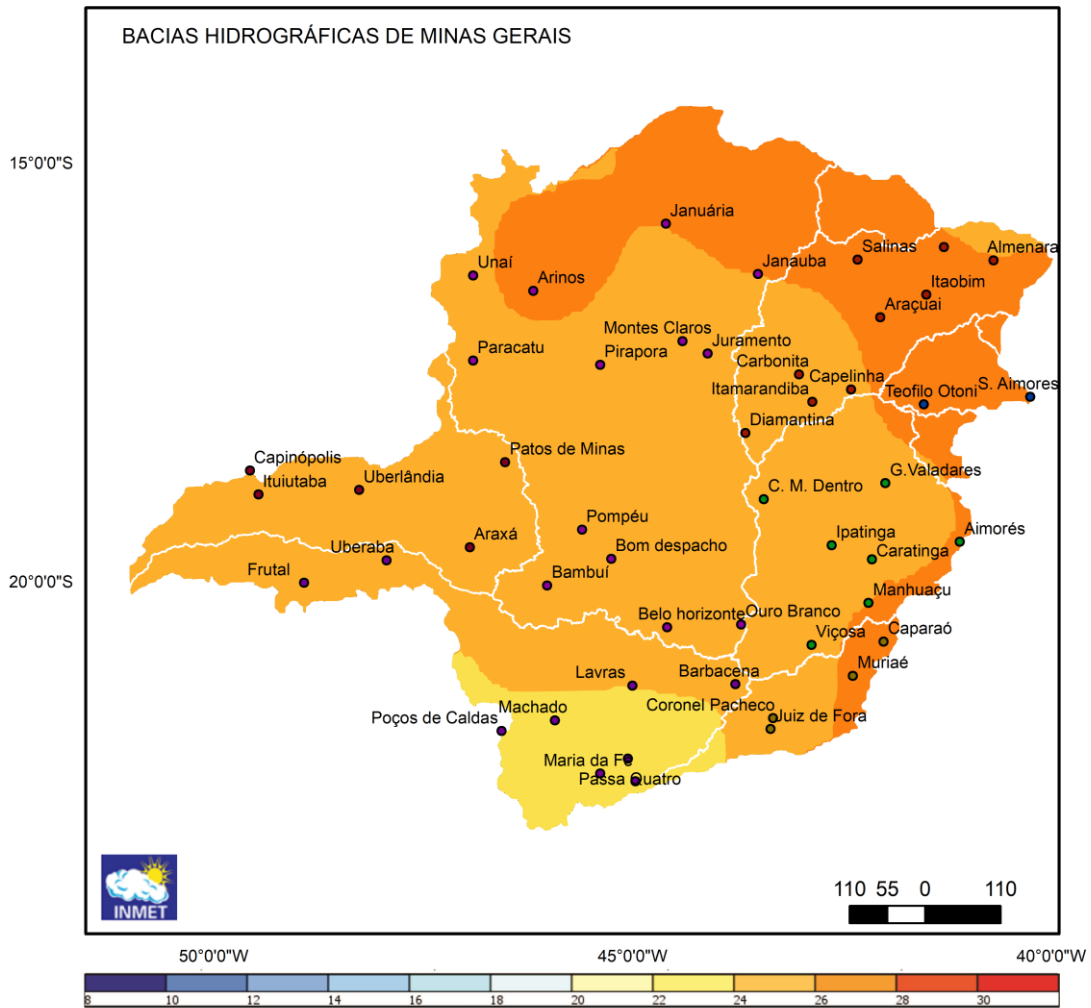 BACIAS HIDROGRÁFICAS DE MINAS GERAIS
15°0'0"S
Januária
Salinas
Almenara
Unaí
Janauba
Arinos
Itaobim
Araçuai
Montes Claros
Juramento
Paracatu
Pirapora
Carbonita
Capelinha
Itamarandiba
Teofilo Otoni
S. Aimores
Diamantina
Patos de Minas
Capinópolis
Ituiutaba
Uberlândia
C. M. Dentro
G.Valadares
Pompéu
Araxá
Ipatinga
Aimorés
Uberaba
Bom despacho
Caratinga
20°0'0"S
Frutal
Bambuí
Manhuaçu
Belo horizonte
Ouro Branco
Viçosa
Caparaó
Lavras
Barbacena
Muriaé
Machado
Coronel Pacheco
Poços de Caldas
Juiz de Fora
Maria da Fé
Passa Quatro
INMET
110 55 0 110
50°0'0"W 45°0'0"W 40°0'0"W
8 10 12 14 16 18 20 22 24 26 28 30